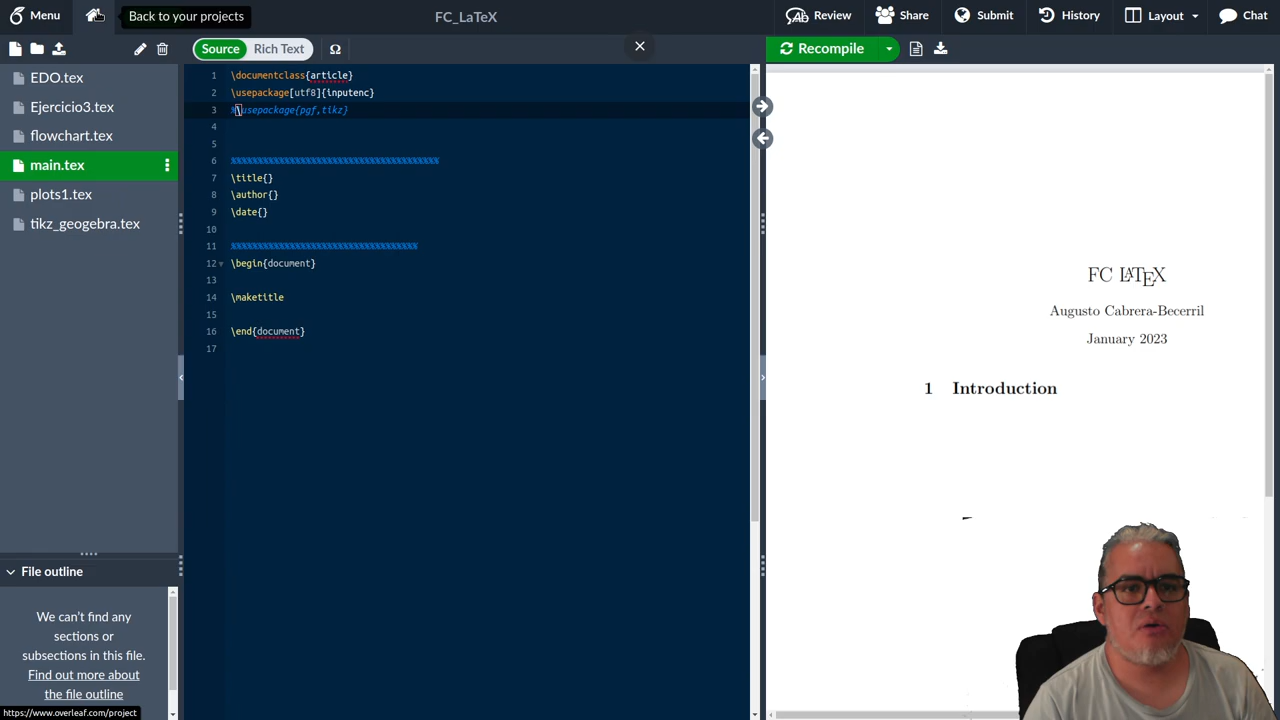 Menu
Back to your projects
FC_LaTeX
Review
Share
Submit
History
Layout
Chat
Source
Rich Text
Ω
Recompile
EDO.tex
Ejercicio3.tex
flowchart.tex
main.tex
plots1.tex
tikz_geogebra.tex
1 \documentclass{article}
2 \usepackage[utf8]{inputenc}
3 %\usepackage{pgf,tikz}
4
5
6 %%%%%%%%%%%%%%%%%%%%%%%%%%%%%%%%%%%%%%%
7 \title{}
8 \author{}
9 \date{}
10
11 %%%%%%%%%%%%%%%%%%%%%%%%%%%%%%%%%%%
12 \begin{document}
13
14 \maketitle
15
16 \end{document}
17
FC LATEX
Augusto Cabrera-Becerril
January 2023
1 Introduction
File outline
We can't find any
sections or
subsections in this file.
Find out more about
the file outline
https://www.overleaf.com/project